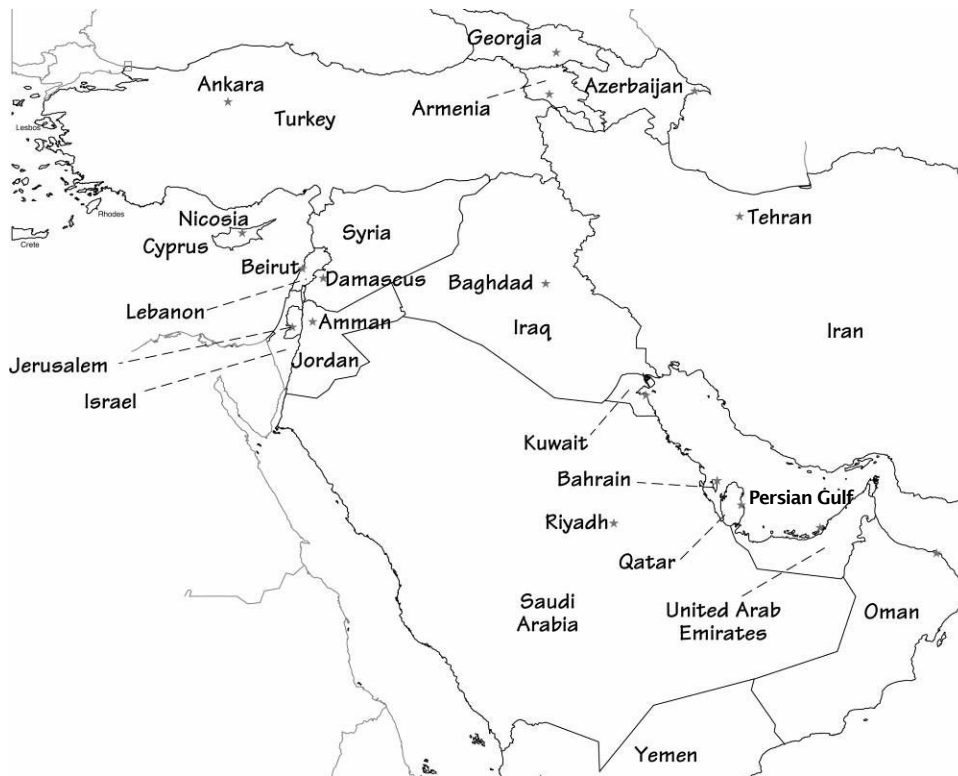 Georgia
Ankara
Azerbaijan
Armenia
Turkey
Lesbos
Rhodes
Nicosia
Tehran
Syria
Crete
Cyprus
Beirut
Damascus
Baghdad
Lebanon
Amman
Iraq
Iran
Jerusalem
Jordan
Israel
Kuwait
Bahrain
Persian Gulf
Riyadh
Qatar
Saudi
Arabia
United Arab
Emirates
Oman
Yemen